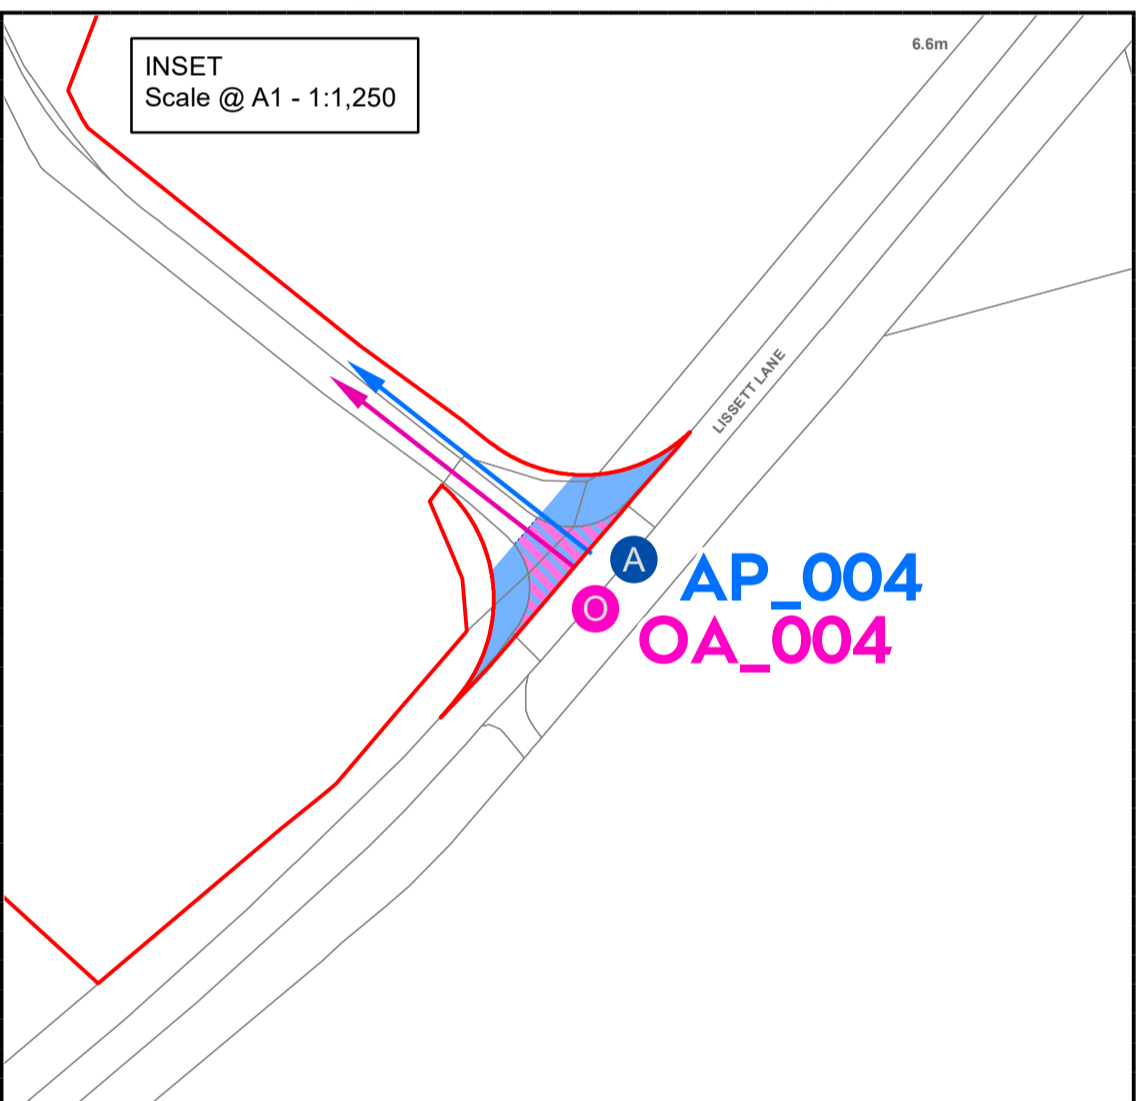 6.6m
INSET
Scale @ A1 - 1:1,250
LISSETT LANE
A
AP_004
O
OA_004